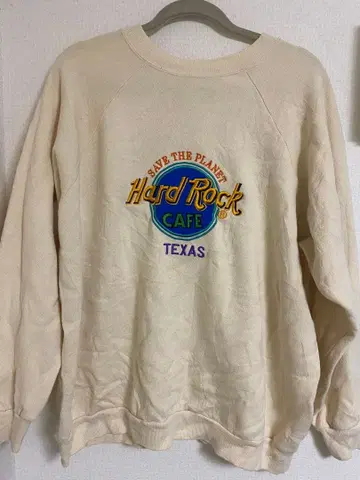 SAVE THE PLANET
Hard Rock
®
CAFE
TEXAS